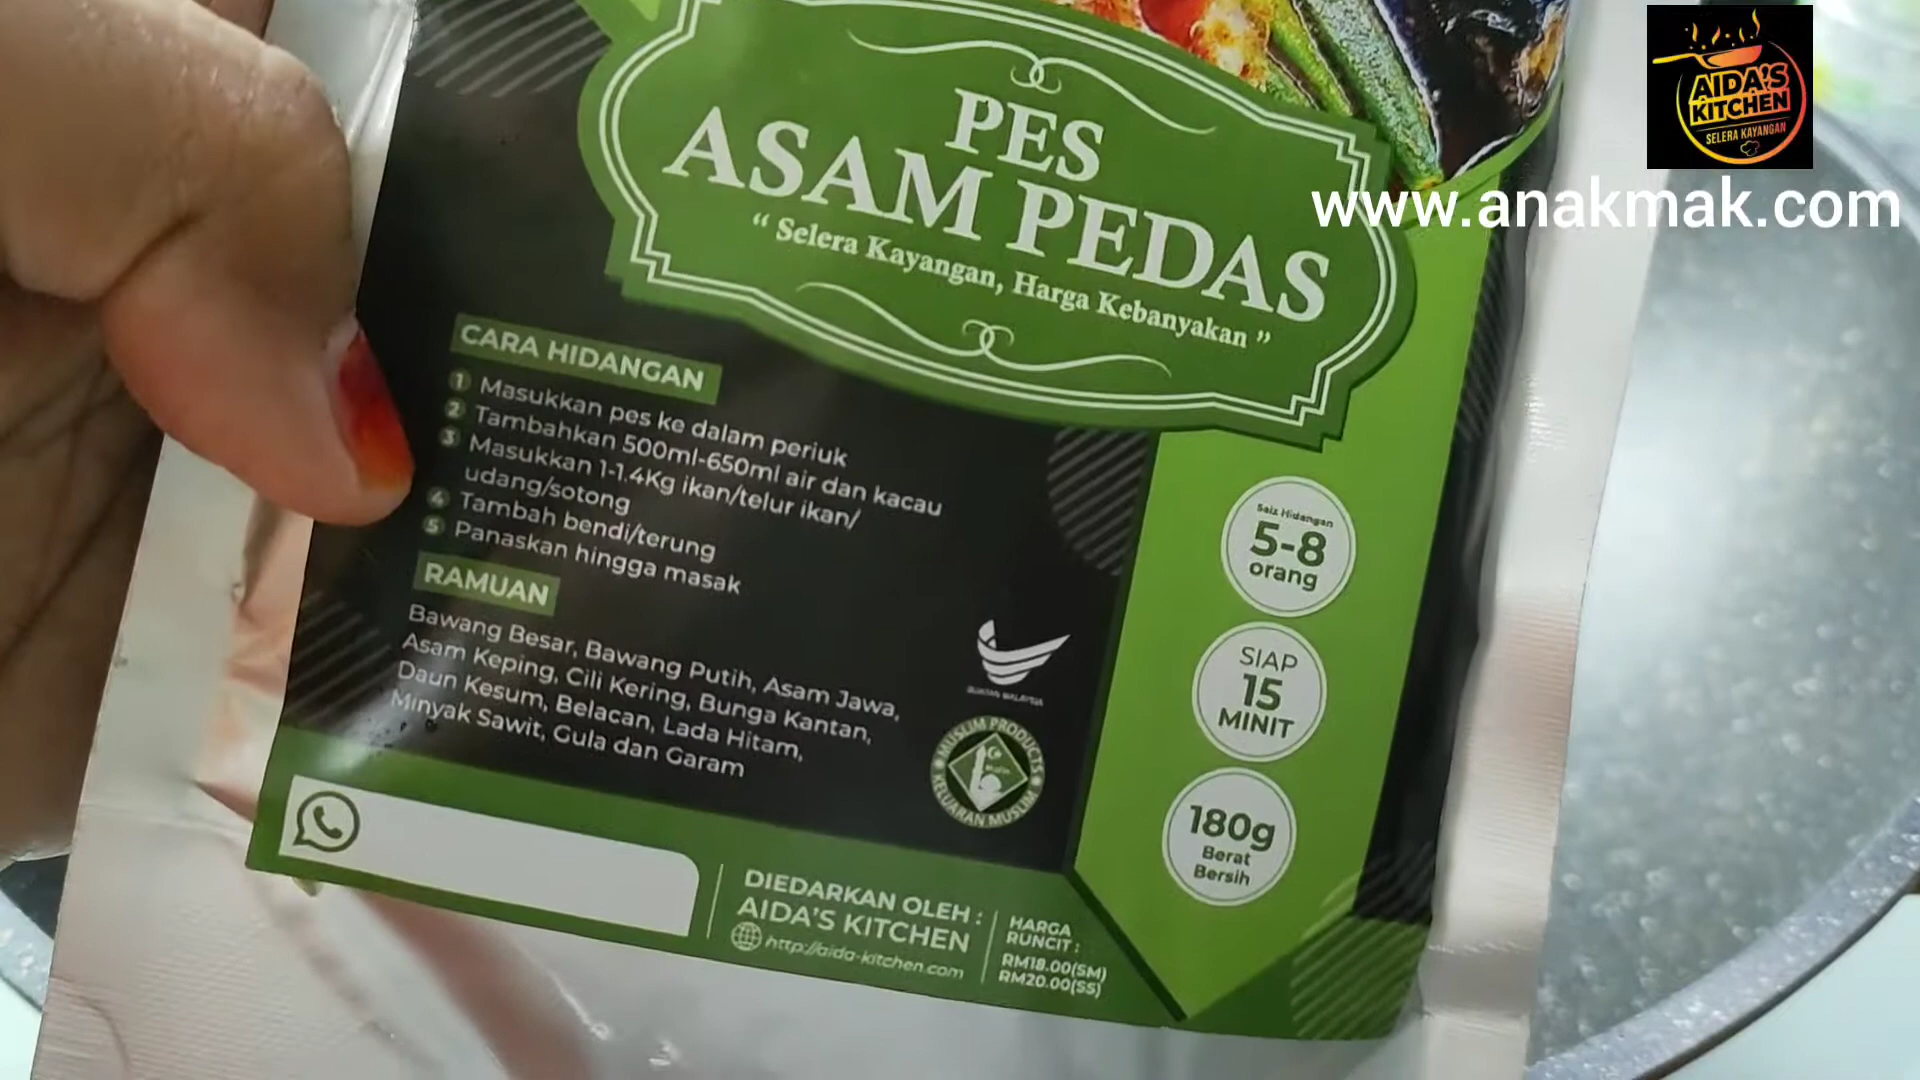 AIDA'S
KITCHEN
SELERA KAYANGAN
www.anakmak.com
PES
ASAM PEDAS
“ Selera Kayangan, Harga Kebanyakan ”
CARA HIDANGAN
1 Masukkan pes ke dalam periuk
2 Tambahkan 500ml-650ml air dan kacau
3 Masukkan 1-1.4Kg ikan/telur ikan/
udang/sotong
4 Tambah bendi/terung
5 Panaskan hingga masak
RAMUAN
Bawang Besar, Bawang Putih, Asam Jawa,
Asam Keping, Cili Kering, Bunga Kantan,
Daun Kesum, Belacan, Lada Hitam,
Minyak Sawit, Gula dan Garam
BUATAN MALAYSIA
MUSLIM PRODUCTS
KELUARAN MUSLIM
Saiz Hidangan
5-8
orang
SIAP
15
MINIT
180g
Berat
Bersih
DIEDARKAN OLEH :
AIDA'S KITCHEN
http://aida-kitchen.com
HARGA
RUNCIT :
RM18.00(SM)
RM20.00(SS)